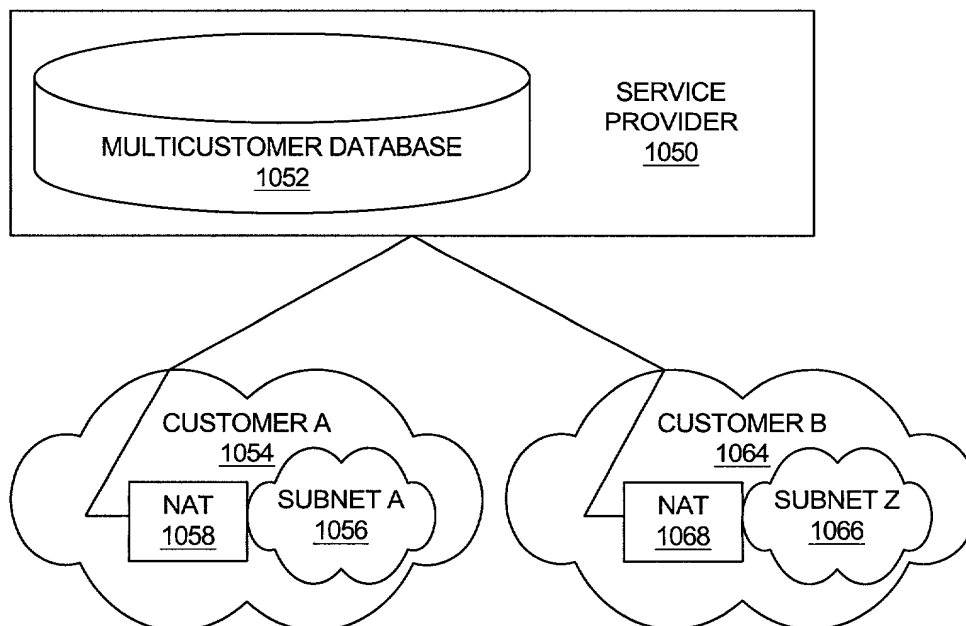 SERVICE
PROVIDER
1050
MULTICUSTOMER DATABASE
1052
CUSTOMER A
1054
NAT
1058
SUBNET A
1056
CUSTOMER B
1064
NAT
1068
SUBNET Z
1066